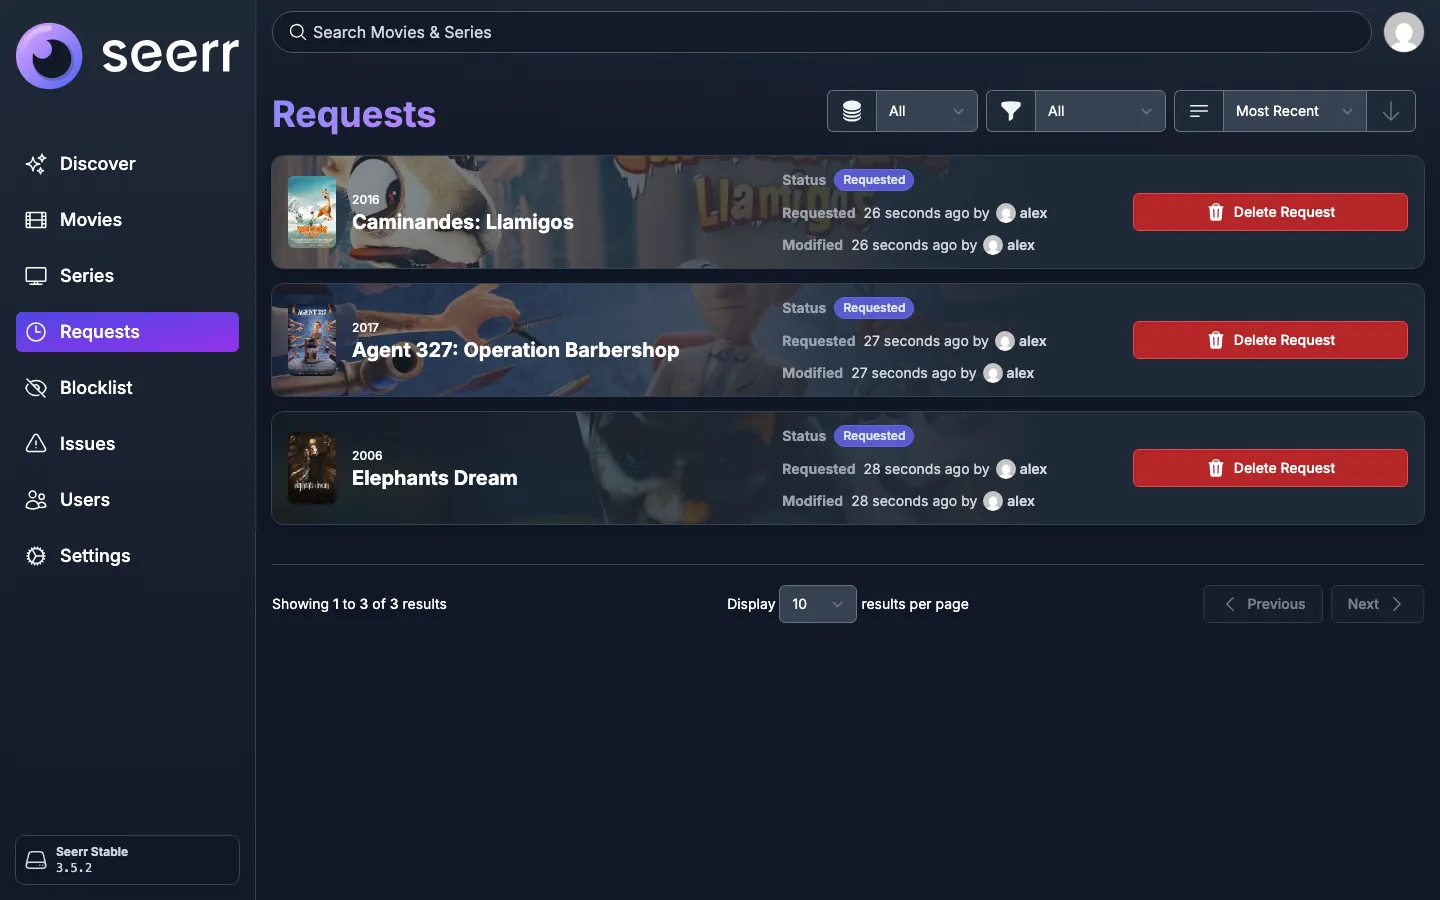 seerr
Search Movies & Series
Discover
Movies
Series
Requests
Blocklist
Issues
Users
Settings
Seerr Stable
3.5.2
Requests
All
All
Most Recent
2016
Caminandes: Llamigos
Llamigos
Status Requested
Requested 26 seconds ago by alex
Modified 26 seconds ago by alex
Delete Request
AGENT 327
2017
Agent 327: Operation Barbershop
Status Requested
Requested 27 seconds ago by alex
Modified 27 seconds ago by alex
Delete Request
2006
Elephants Dream
Status Requested
Requested 28 seconds ago by alex
Modified 28 seconds ago by alex
Delete Request
Showing 1 to 3 of 3 results
Display 10 results per page
Previous
Next